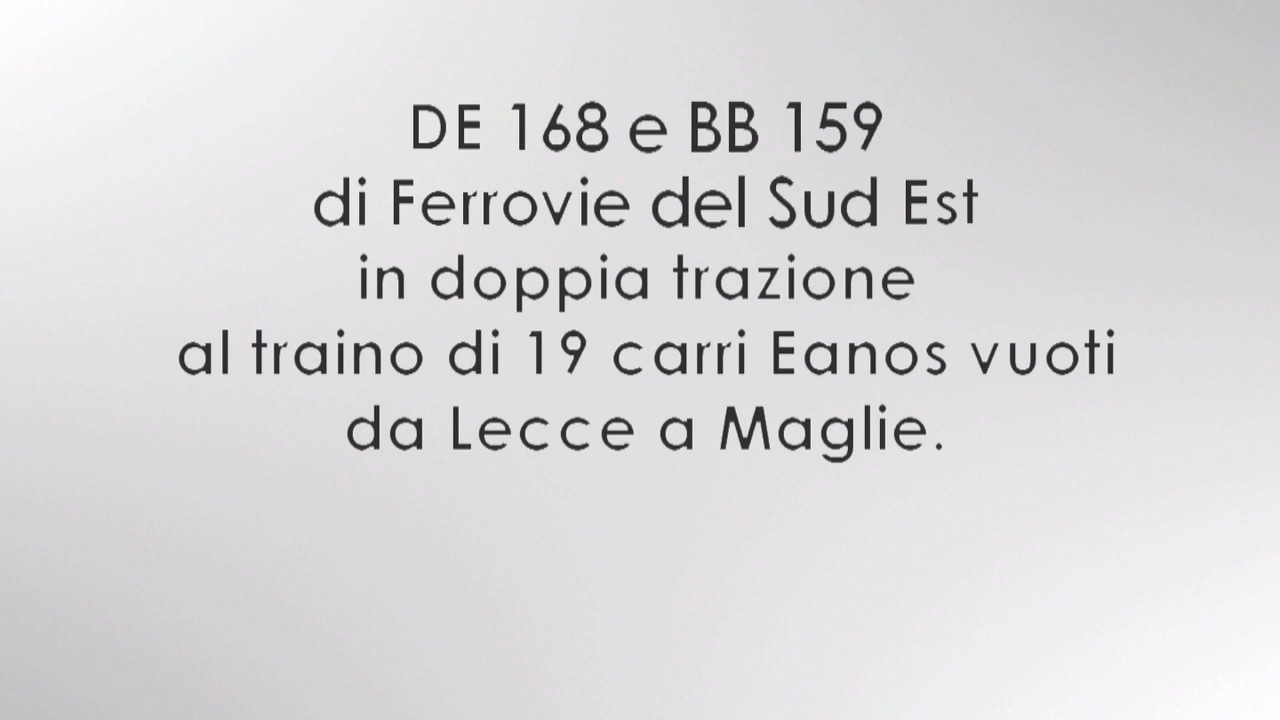 DE 168 e BB 159
di Ferrovie del Sud Est
in doppia trazione
al traino di 19 carri Eanos vuoti
da Lecce a Maglie.